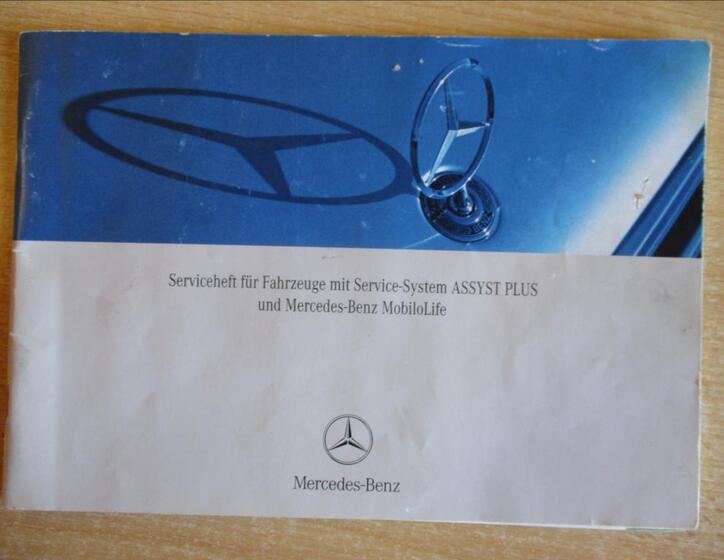 Serviceheft für Fahrzeuge mit Service-System ASSYST PLUS
und Mercedes-Benz MobiloLife
Mercedes-Benz